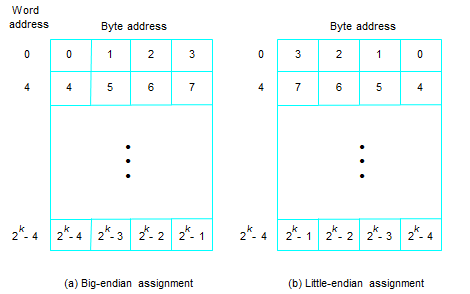 Word
address
Byte address
Byte address
0 0 1 2 3
0 3 2 1 0
4 4 5 6 7
4 7 6 5 4
2^k - 4 2^k - 4 2^k - 3 2^k - 2 2^k - 1
2^k - 4 2^k - 1 2^k - 2 2^k - 3 2^k - 4
(a) Big-endian assignment
(b) Little-endian assignment